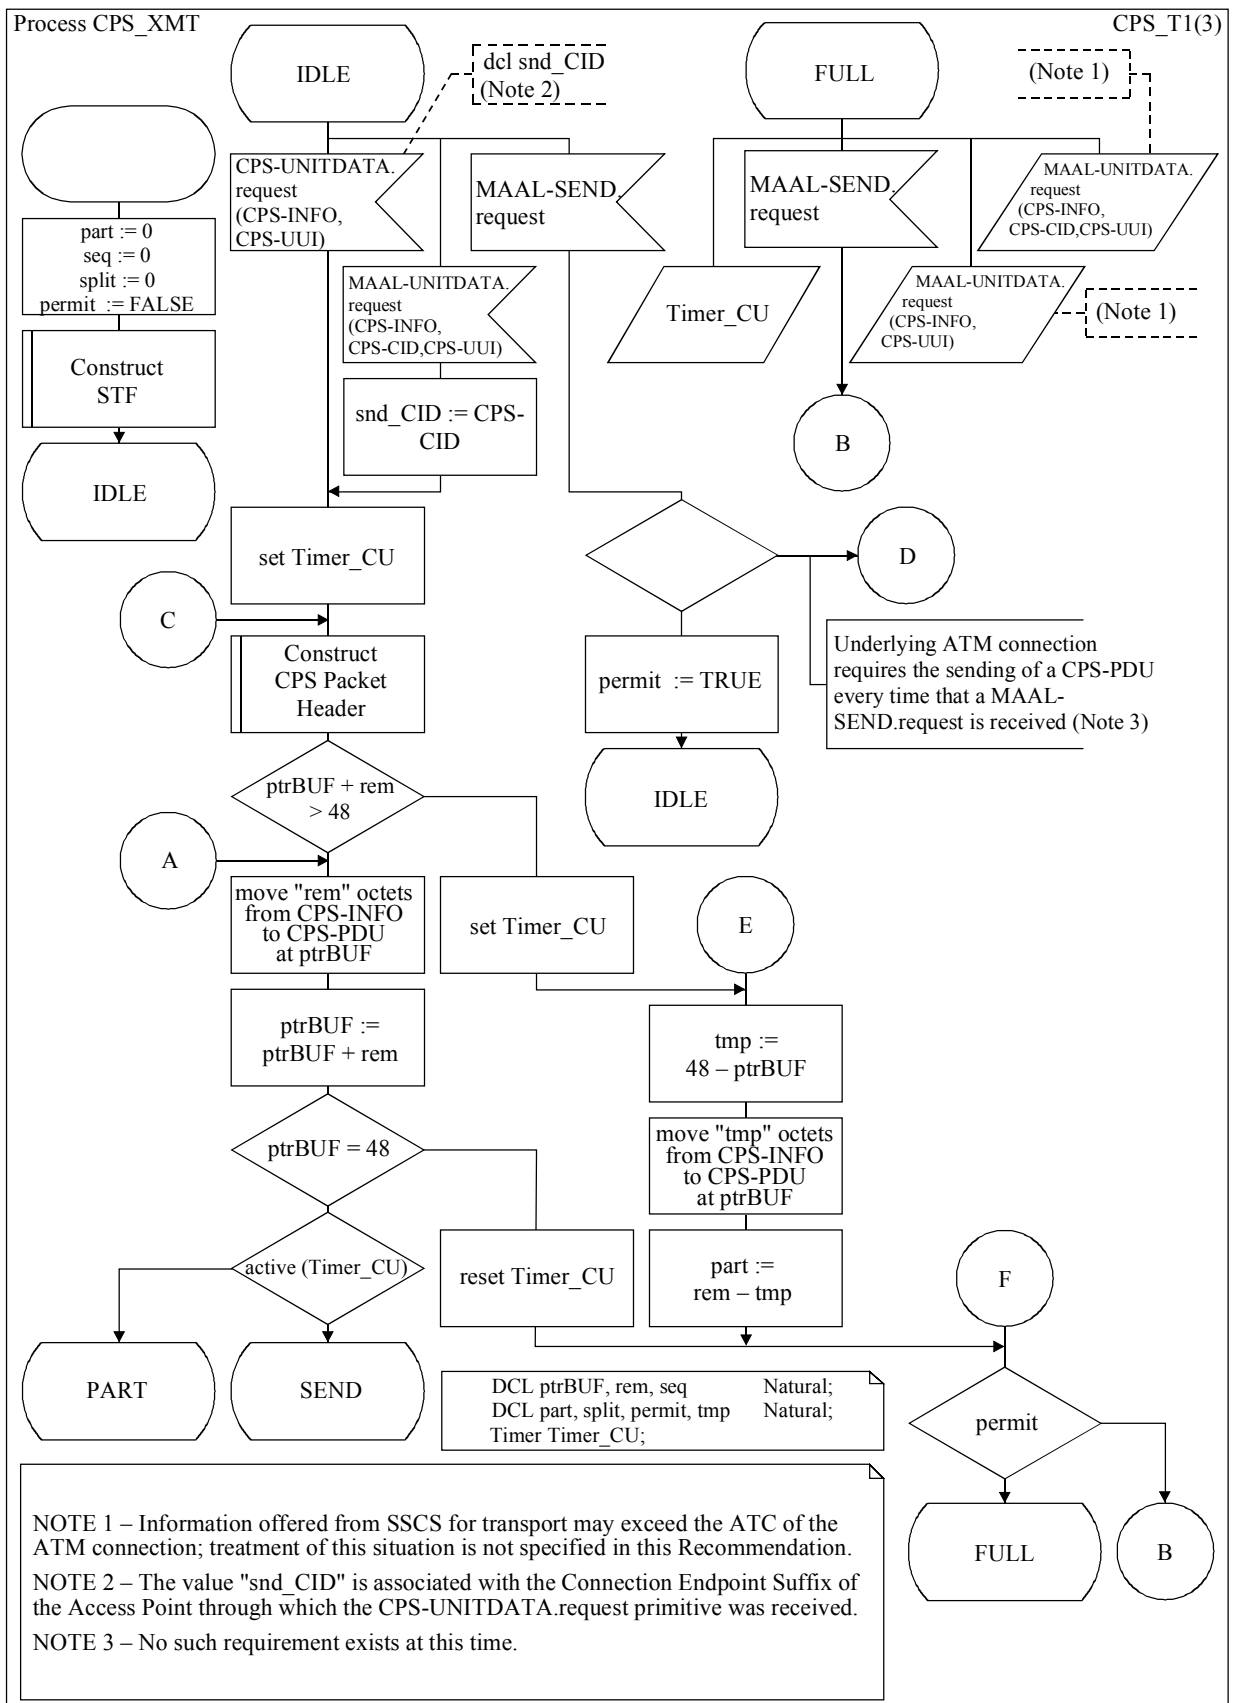 Process CPS_XMT
CPS_T1(3)
IDLE
dcl snd_CID
(Note 2)
FULL
(Note 1)
CPS-UNITDATA.
request
(CPS-INFO,
CPS-UUI)
MAAL-SEND.
request
MAAL-SEND.
request
MAAL-UNITDATA.
request
(CPS-INFO,
CPS-CID,CPS-UUI)
part := 0
seq := 0
split := 0
permit := FALSE
MAAL-UNITDATA.
request
(CPS-INFO,
CPS-CID,CPS-UUI)
Timer_CU
MAAL-UNITDATA.
request
(CPS-INFO,
CPS-UUI)
(Note 1)
Construct
STF
snd_CID := CPS-
CID
B
IDLE
set Timer_CU
D
C
Construct
CPS Packet
Header
permit := TRUE
Underlying ATM connection
requires the sending of a CPS-PDU
every time that a MAAL-
SEND.request is received (Note 3)
ptrBUF + rem
> 48
IDLE
A
move "rem" octets
from CPS-INFO
to CPS-PDU
at ptrBUF
set Timer_CU
E
ptrBUF :=
ptrBUF + rem
tmp :=
48 – ptrBUF
ptrBUF = 48
move "tmp" octets
from CPS-INFO
to CPS-PDU
at ptrBUF
active (Timer_CU)
reset Timer_CU
part :=
rem – tmp
F
PART
SEND
DCL ptrBUF, rem, seq Natural;
DCL part, split, permit, tmp Natural;
Timer Timer_CU;
permit
FULL
B
NOTE 1 – Information offered from SSCS for transport may exceed the ATC of the
ATM connection; treatment of this situation is not specified in this Recommendation.
NOTE 2 – The value "snd_CID" is associated with the Connection Endpoint Suffix of
the Access Point through which the CPS-UNITDATA.request primitive was received.
NOTE 3 – No such requirement exists at this time.